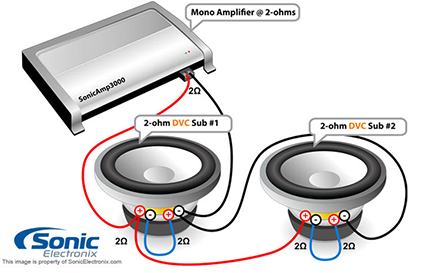 Mono Amplifier @ 2-ohms
SonicAmp3000
2Ω
2-ohm DVC Sub #1
2-ohm DVC Sub #2
+ - + -
+ - + -
2Ω 2Ω
2Ω 2Ω
Sonic
Electronix
This image is property of SonicElectronix.com